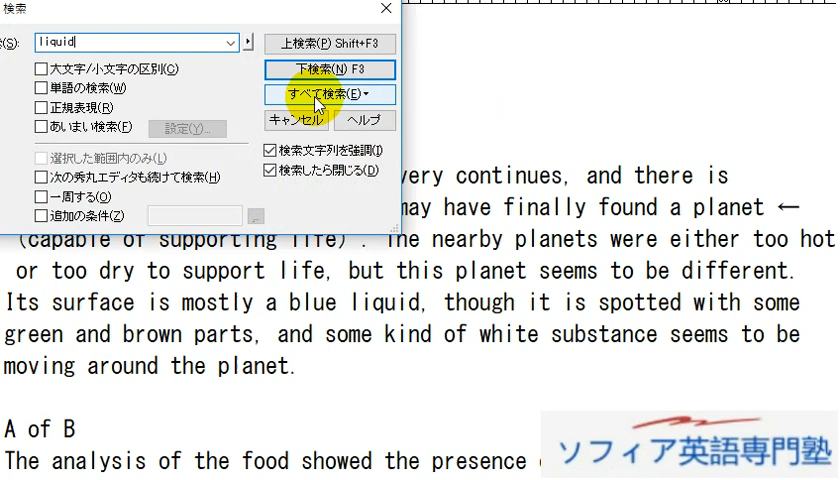 検索
(S):
liquid
上検索(P) Shift+F3
大文字/小文字の区別(C)
下検索(N) F3
単語の検索(W)
すべて検索(E)
正規表現(R)
キャンセル
ヘルプ
あいまい検索(F)
設定(Y)...
検索文字列を強調(I)
選択した範囲内のみ(L)
検索したら閉じる(D)
次の秀丸エディタも続けて検索(H)
一周する(O)
追加の条件(Z)
...
very continues, and there is
may have finally found a planet ←
(capable of supporting life). The nearby planets were either too hot
or too dry to support life, but this planet seems to be different.
Its surface is mostly a blue liquid, though it is spotted with some
green and brown parts, and some kind of white substance seems to be
moving around the planet.
A of B
The analysis of the food showed the presence
ソフィア英語専門塾